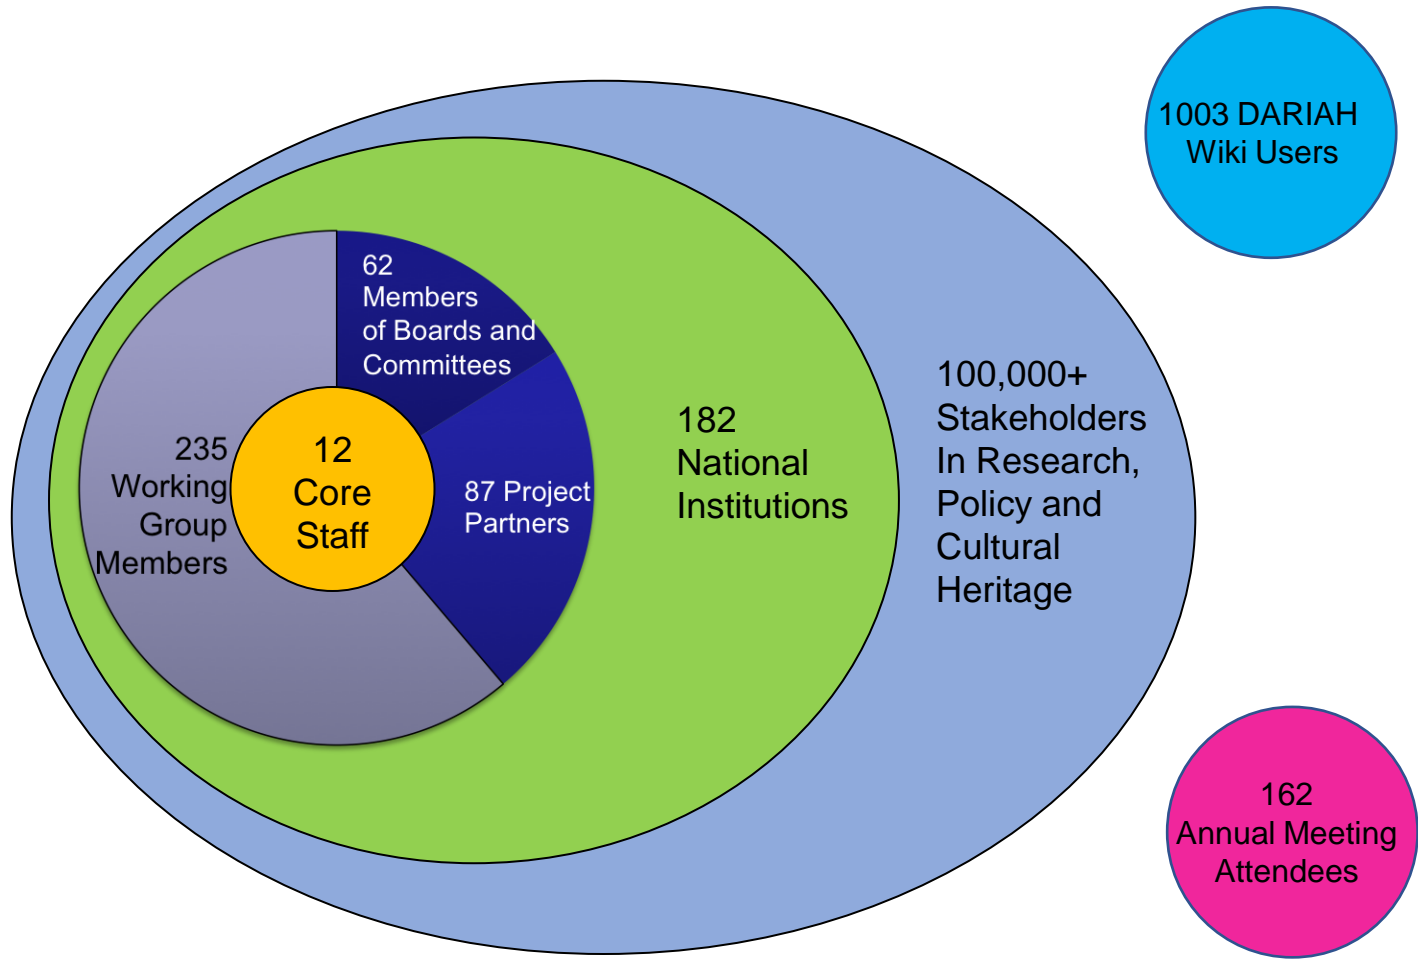 1003 DARIAH
Wiki Users
62
Members
of Boards and
Committees
235
Working
Group
Members
12
Core
Staff
87 Project
Partners
182
National
Institutions
100,000+
Stakeholders
In Research,
Policy and
Cultural
Heritage
162
Annual Meeting
Attendees